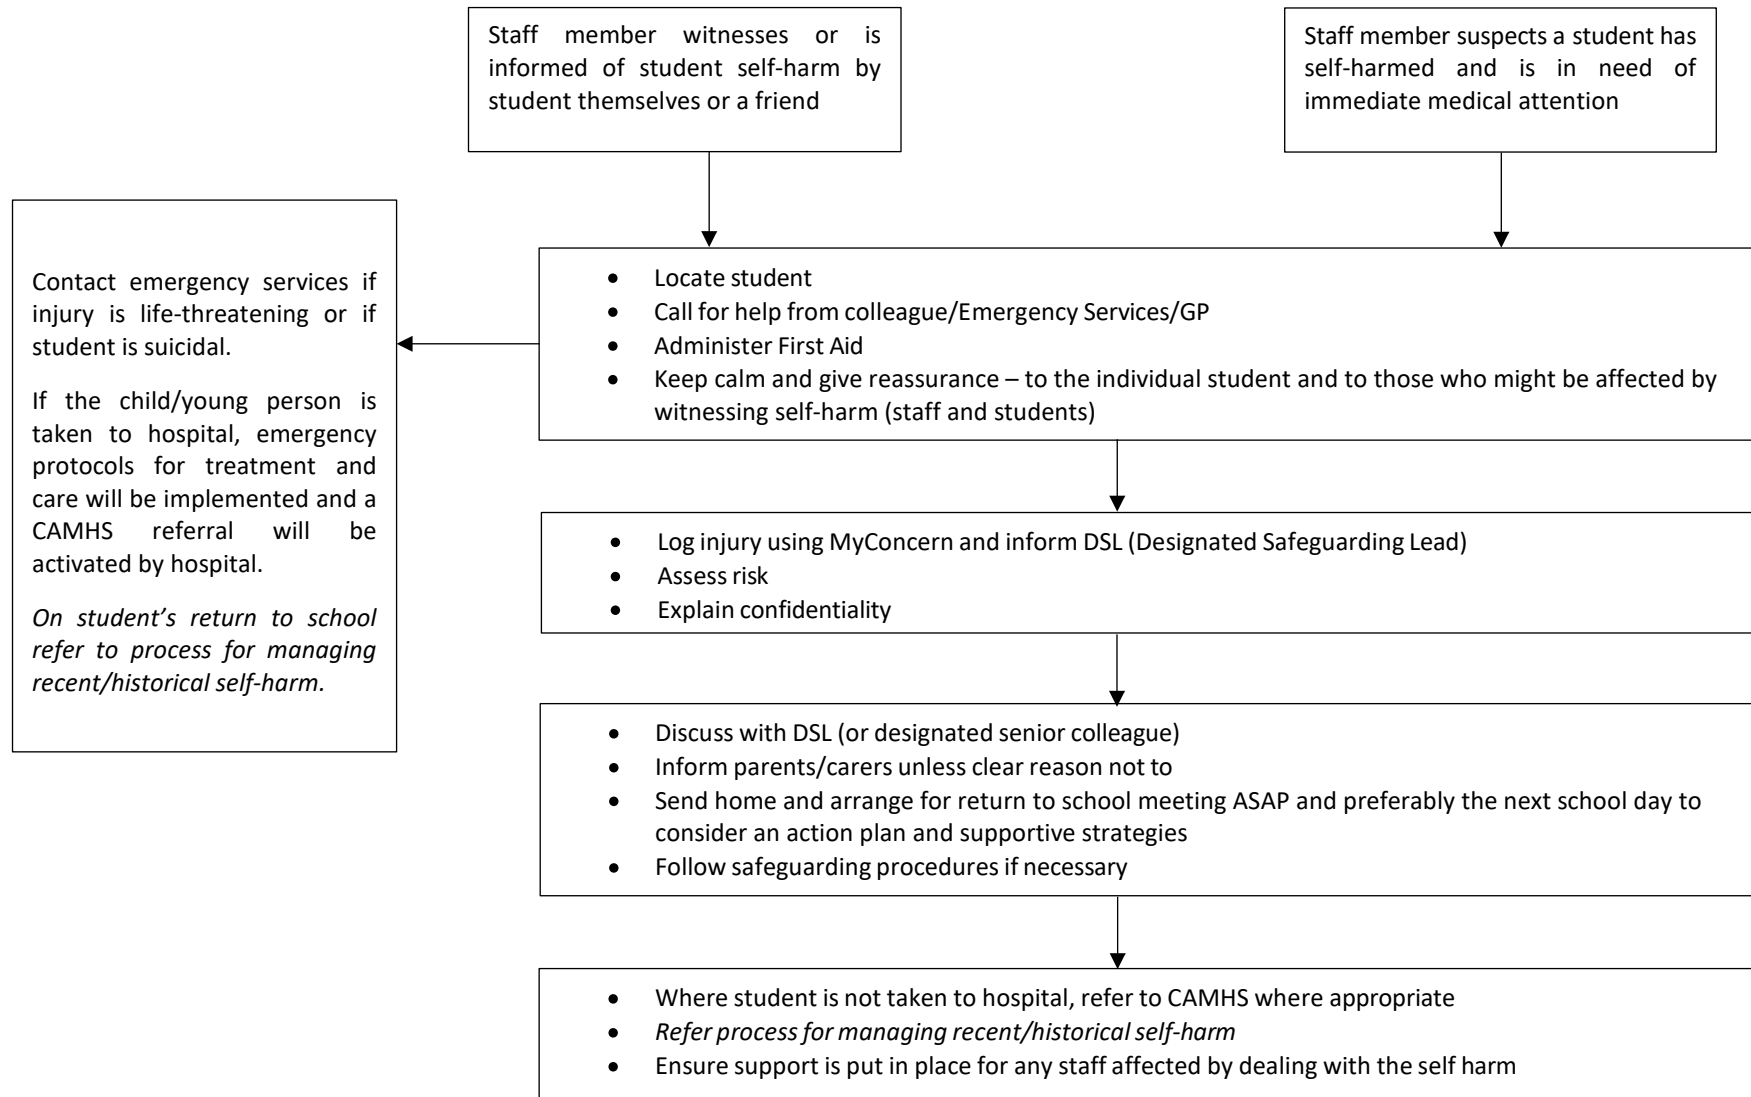 Staff member witnesses or is
informed of student self-harm by
student themselves or a friend
Staff member suspects a student has
self-harmed and is in need of
immediate medical attention
Contact emergency services if
injury is life-threatening or if
student is suicidal.
If the child/young person is
taken to hospital, emergency
protocols for treatment and
care will be implemented and a
CAMHS referral will be
activated by hospital.
On student’s return to school
refer to process for managing
recent/historical self-harm.
• Locate student
• Call for help from colleague/Emergency Services/GP
• Administer First Aid
• Keep calm and give reassurance – to the individual student and to those who might be affected by
witnessing self-harm (staff and students)
• Log injury using MyConcern and inform DSL (Designated Safeguarding Lead)
• Assess risk
• Explain confidentiality
• Discuss with DSL (or designated senior colleague)
• Inform parents/carers unless clear reason not to
• Send home and arrange for return to school meeting ASAP and preferably the next school day to
consider an action plan and supportive strategies
• Follow safeguarding procedures if necessary
• Where student is not taken to hospital, refer to CAMHS where appropriate
• Refer process for managing recent/historical self-harm
• Ensure support is put in place for any staff affected by dealing with the self harm